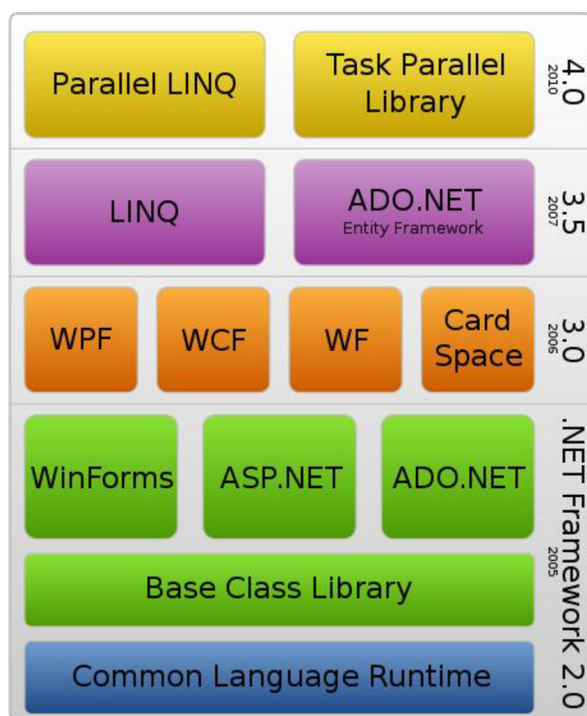 Parallel LINQ
Task Parallel
Library
4.0
2010
LINQ
ADO.NET
Entity Framework
3.5
2007
WPF
WCF
WF
Card
Space
3.0
2006
WinForms
ASP.NET
ADO.NET
Base Class Library
Common Language Runtime
.NET Framework 2.0
2005